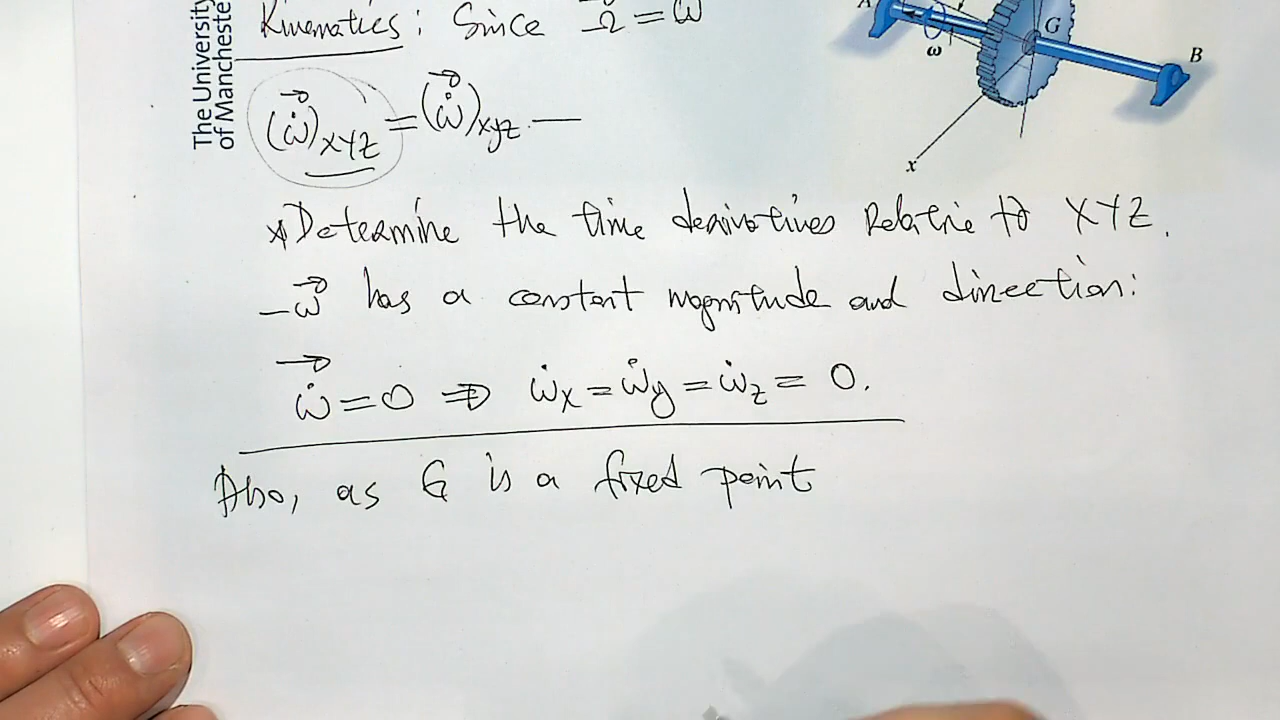 The University
of Manchester
Kinematics : Since Ω⃗ = ω⃗
A
G
B
ω
x
(ω⃗̇)XYZ = (ω⃗̇)xyz. —
* Determine the time derivatives Relative to XYZ.
- ω⃗ has a constant magnitude and direction:
ω⃗̇ = 0 ⇒ ω̇x = ω̇y = ω̇z = 0.
Also, as G is a fixed point